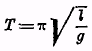 T = π√(l/g)